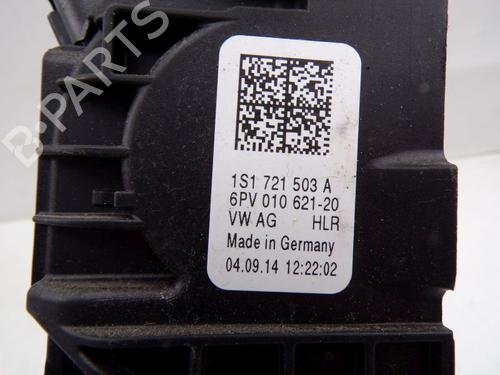 B-PARTS
1S1 721 503 A
6PV 010 621-20
VW AG HLR
Made in Germany
04.09.14 12:22:02